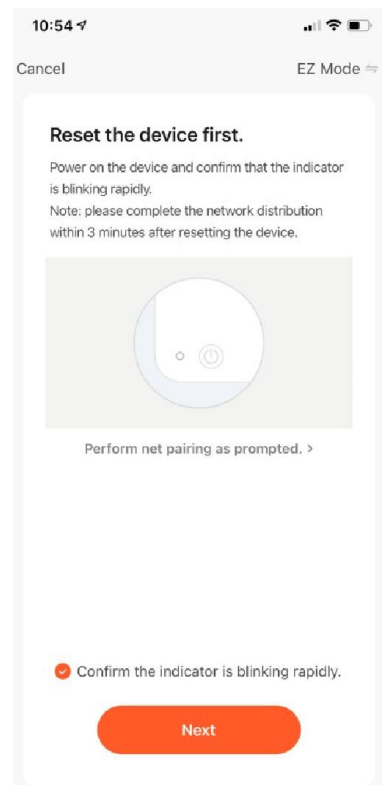 10:54
Cancel
EZ Mode
Reset the device first.
Power on the device and confirm that the indicator
is blinking rapidly.
Note: please complete the network distribution
within 3 minutes after resetting the device.
Perform net pairing as prompted. >
Confirm the indicator is blinking rapidly.
Next